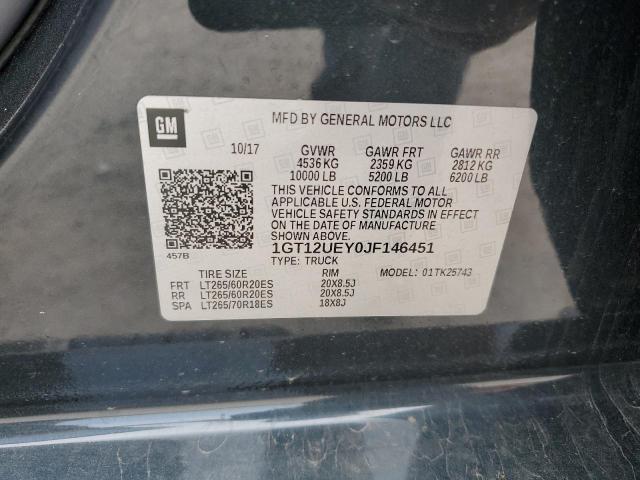 GM
MFD BY GENERAL MOTORS LLC
10/17 GVWR GAWR FRT GAWR RR
4536 KG 2359 KG 2812 KG
10000 LB 5200 LB 6200 LB
THIS VEHICLE CONFORMS TO ALL
APPLICABLE U.S. FEDERAL MOTOR
VEHICLE SAFETY STANDARDS IN EFFECT
ON THE DATE OF MANUFACTURE
SHOWN ABOVE.
457B
1GT12UEY0JF146451
TYPE: TRUCK
TIRE SIZE RIM MODEL: 01TK25743
FRT LT265/60R20ES 20X8.5J
RR LT265/60R20ES 20X8.5J
SPA LT265/70R18ES 18X8J